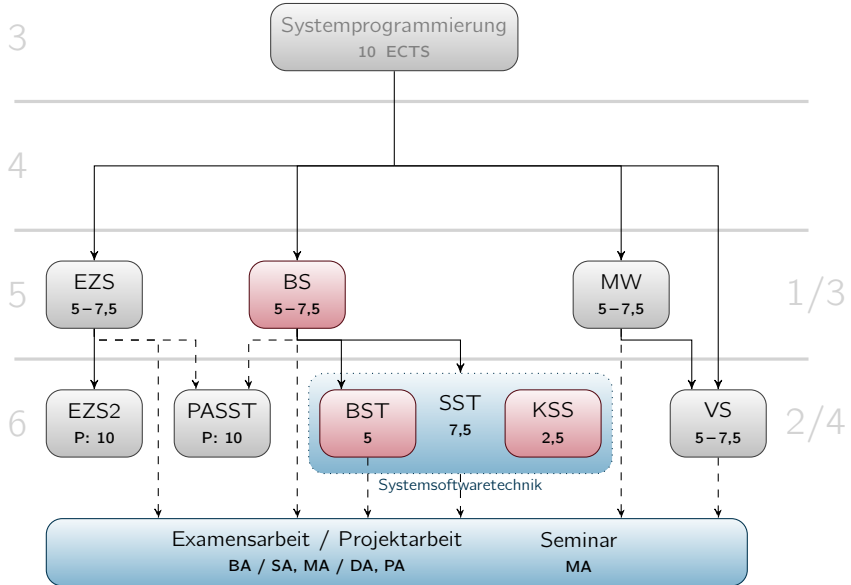 3
Systemprogrammierung
10 ECTS
4
5
EZS
5–7,5
BS
5–7,5
MW
5–7,5
1/3
6
EZS2
P: 10
PASST
P: 10
BST
5
SST
7,5
KSS
2,5
VS
5–7,5
2/4
Systemsoftwaretechnik
Examensarbeit / Projektarbeit
BA / SA, MA / DA, PA
Seminar
MA